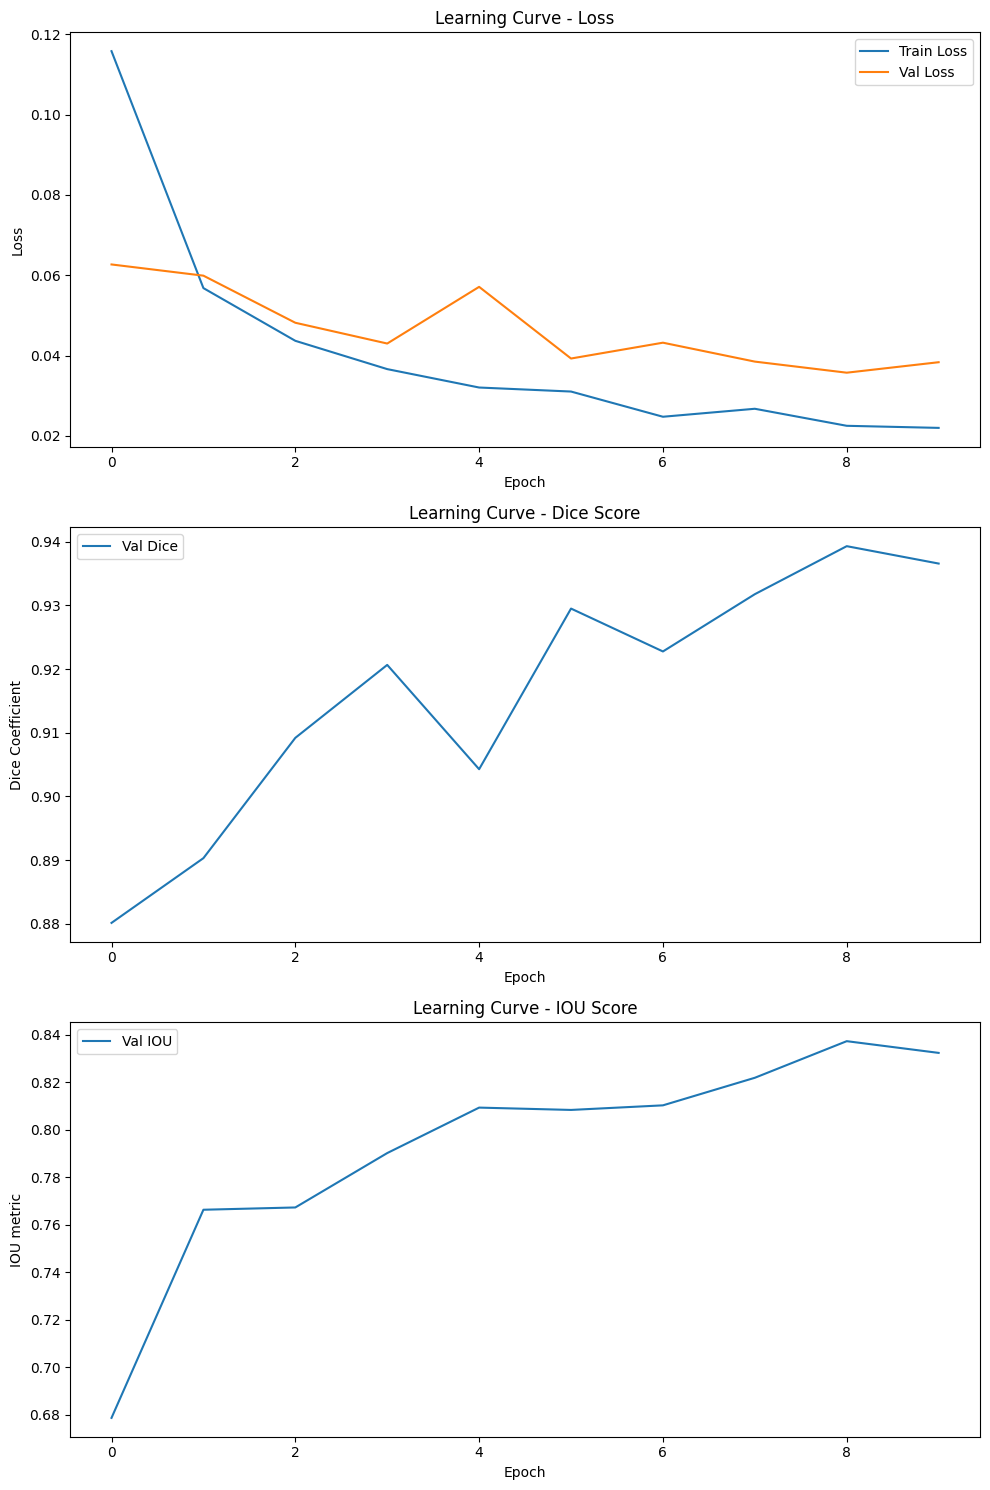 Learning Curve - Loss
0.12
0.10
0.08
0.06
0.04
0.02
Loss
Train Loss
Val Loss
0 2 4 6 8
Epoch
Learning Curve - Dice Score
0.94
0.93
0.92
0.91
0.90
0.89
0.88
Dice Coefficient
Val Dice
0 2 4 6 8
Epoch
Learning Curve - IOU Score
0.84
0.82
0.80
0.78
0.76
0.74
0.72
0.70
0.68
IOU metric
Val IOU
0 2 4 6 8
Epoch